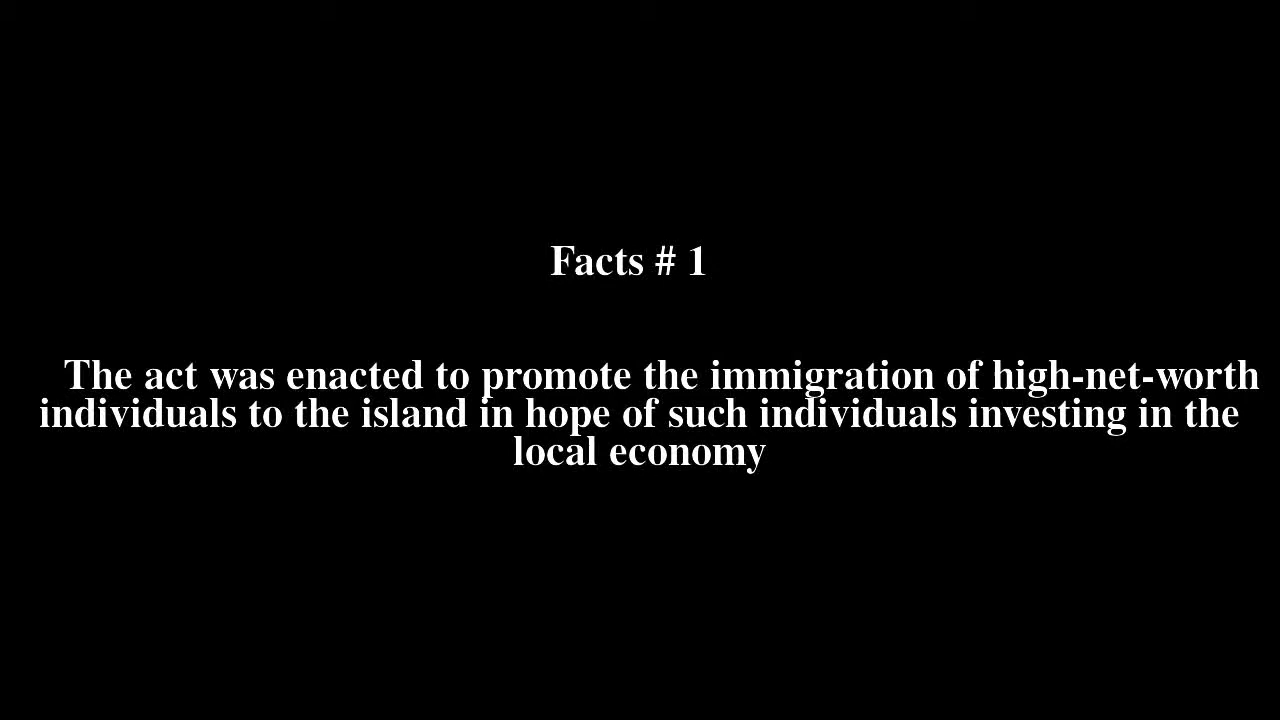 Facts # 1
The act was enacted to promote the immigration of high-net-worth
individuals to the island in hope of such individuals investing in the
local economy